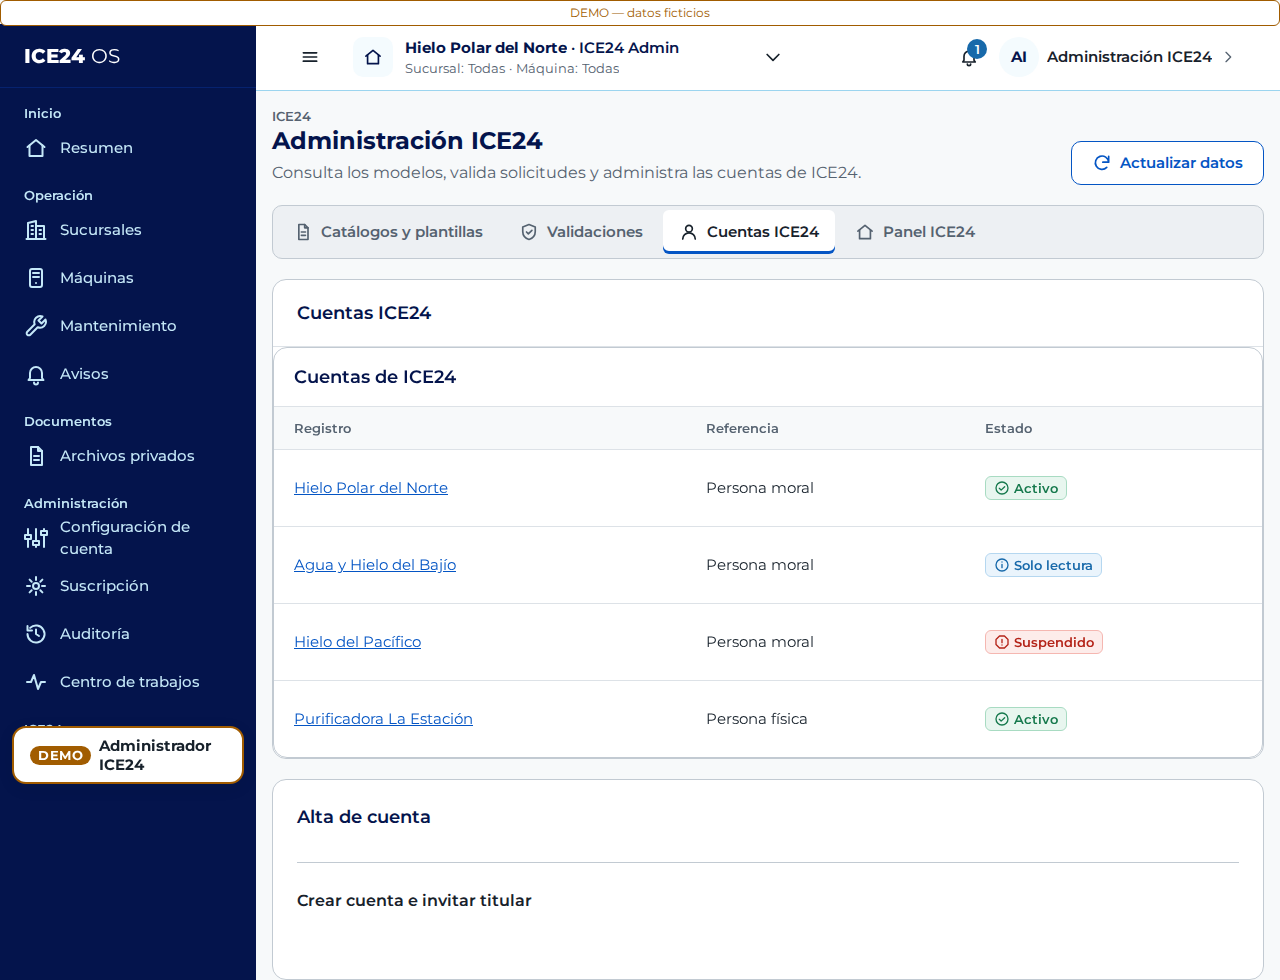 DEMO — datos ficticios
ICE24 OS
Inicio
Resumen
Operación
Sucursales
Máquinas
Mantenimiento
Avisos
Documentos
Archivos privados
Administración
Configuración de
cuenta
Suscripción
Auditoría
Centro de trabajos
DEMO
Administrador
ICE24
Hielo Polar del Norte · ICE24 Admin
Sucursal: Todas · Máquina: Todas
1
AI
Administración ICE24
ICE24
Administración ICE24
Consulta los modelos, valida solicitudes y administra las cuentas de ICE24.
Actualizar datos
Catálogos y plantillas
Validaciones
Cuentas ICE24
Panel ICE24
Cuentas ICE24
Cuentas de ICE24
Registro Referencia Estado
Hielo Polar del Norte Persona moral Activo
Agua y Hielo del Bajío Persona moral Solo lectura
Hielo del Pacífico Persona moral Suspendido
Purificadora La Estación Persona física Activo
Alta de cuenta
Crear cuenta e invitar titular